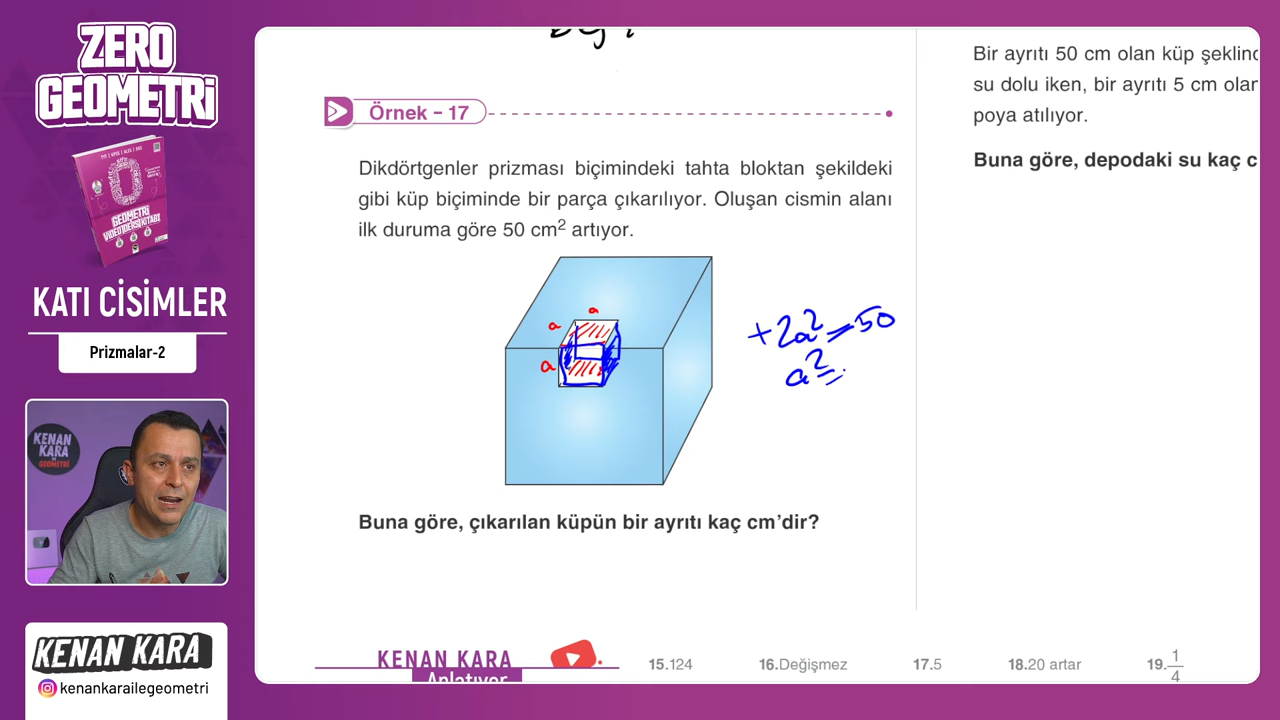 ZERO
GEOMETRİ
GEOMETRİ
VİDEO DERS KİTABI
KATI CİSİMLER
Prizmalar-2
KENAN
KARA
GEOMETRİ
KENAN KARA
kenankarailegeometri
Örnek – 17
Dikdörtgenler prizması biçimindeki tahta bloktan şekildeki
gibi küp biçiminde bir parça çıkarılıyor. Oluşan cismin alanı
ilk duruma göre 50 cm² artıyor.
a
a
a
+2a²=50
a²=
Buna göre, çıkarılan küpün bir ayrıtı kaç cm’dir?
Bir ayrıtı 50 cm olan küp şeklinde
su dolu iken, bir ayrıtı 5 cm olan
poya atılıyor.
Buna göre, depodaki su kaç c
KENAN KARA
Anlatıyor
15.124 16.Değişmez 17.5 18.20 artar 19. 1/4